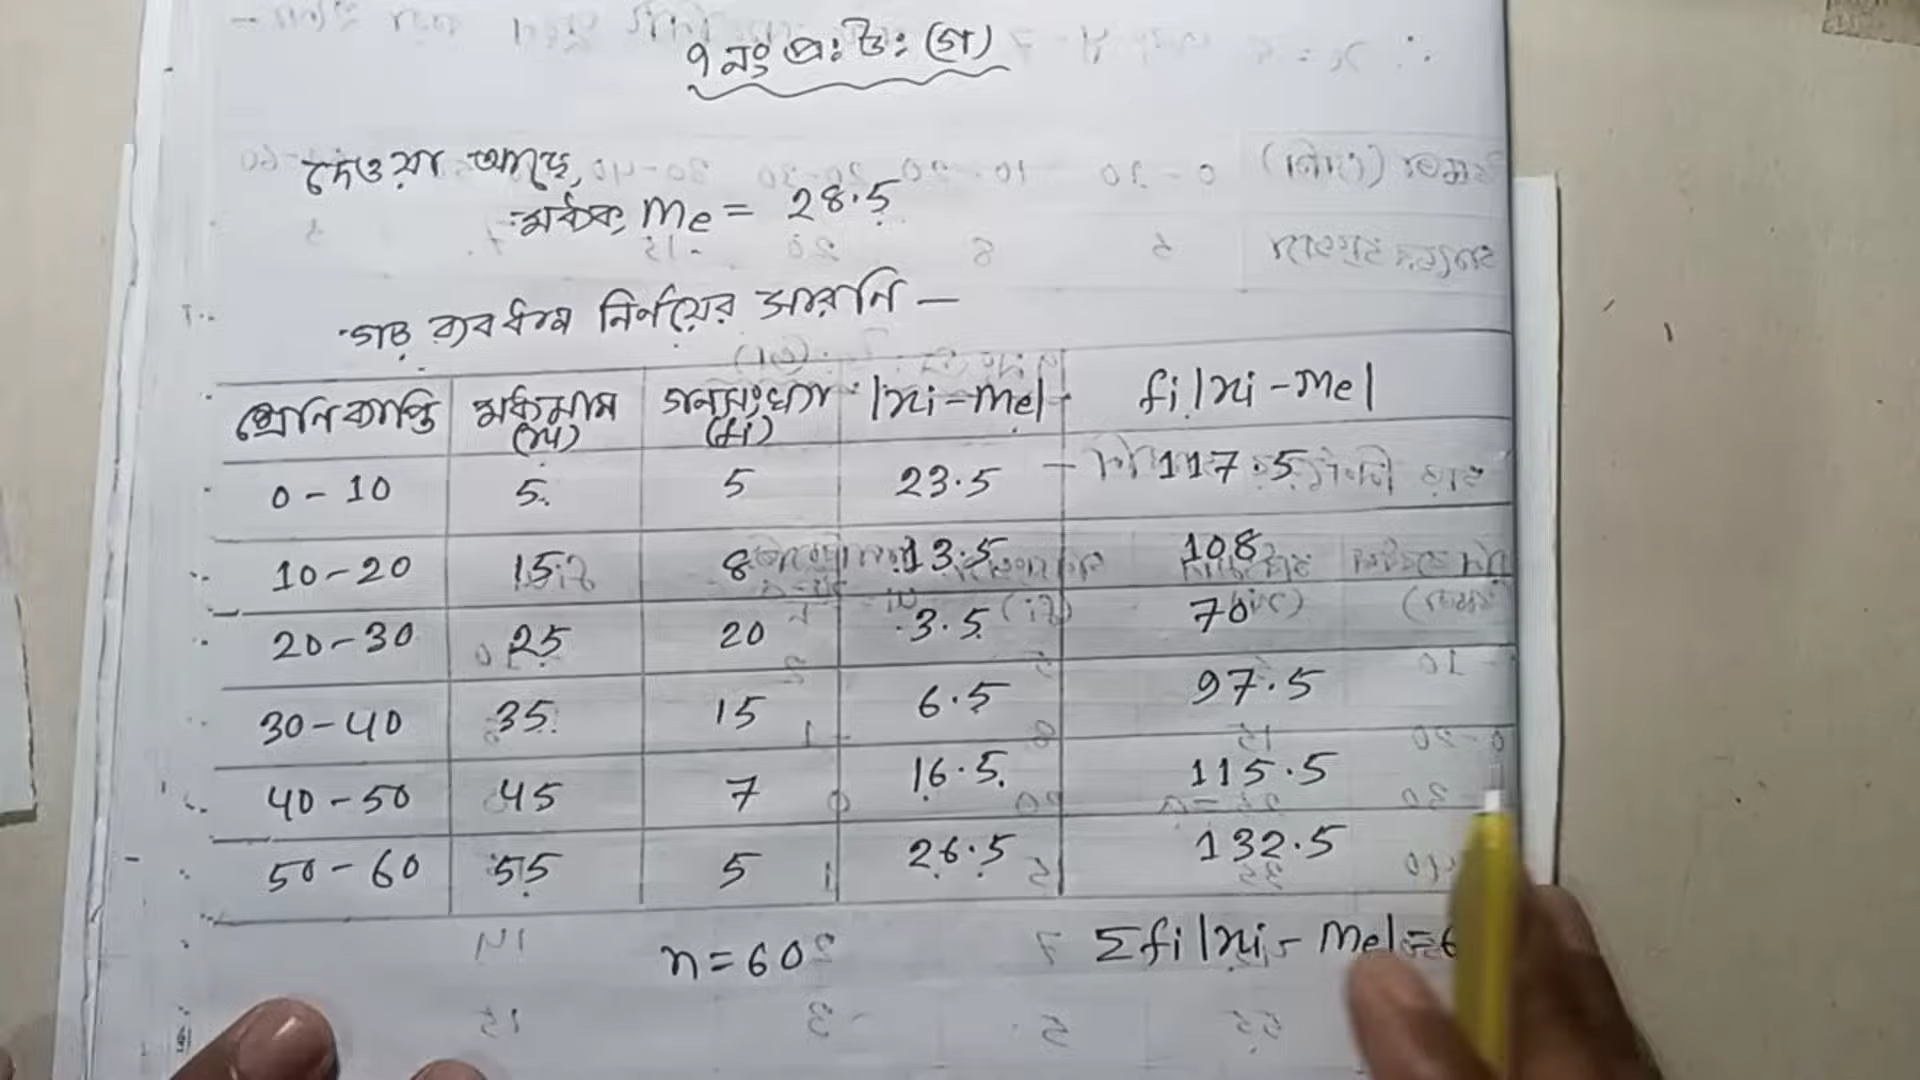 ৭ নং প্রঃ উঃ (গ)
দেওয়া আছে,
মধ্যক, Me = 28.5
গড় ব্যবধান নির্ণয়ের সারনি —
শ্রেনিব্যাপ্তি মধ্যমান (xi) গনসংখ্যা (fi) |xi - Me| fi |xi - Me|
0 - 10 5 5 23.5 117.5
10 - 20 15 8 13.5 108
20 - 30 25 20 3.5 70
30 - 40 35 15 6.5 97.5
40 - 50 45 7 16.5 115.5
50 - 60 55 5 26.5 132.5
n = 60 Σfi |xi - Me| = 6